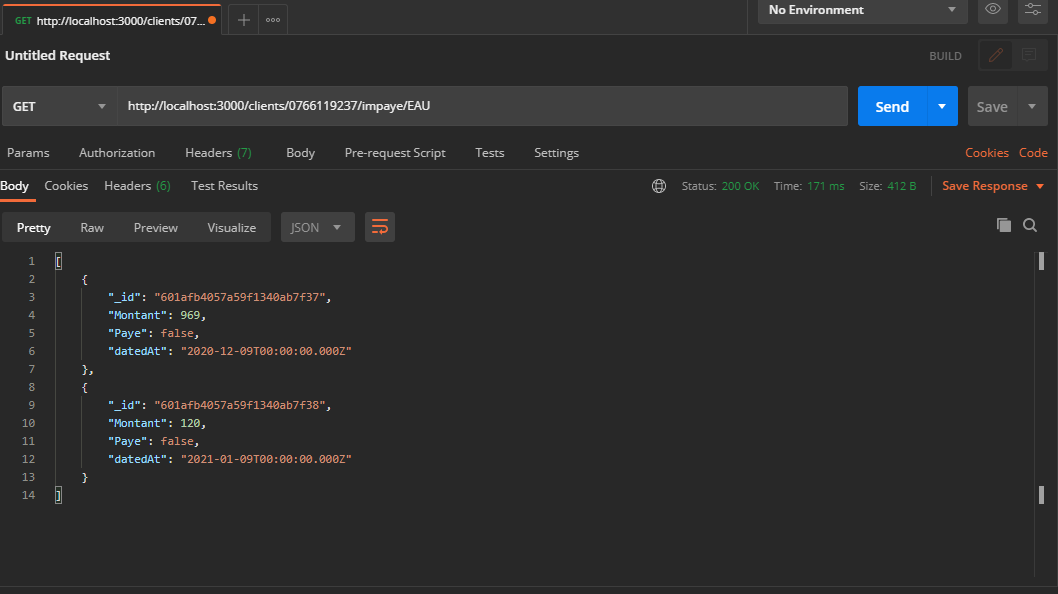 GET http://localhost:3000/clients/07...
No Environment
Untitled Request
BUILD
GET http://localhost:3000/clients/0766119237/impaye/EAU Send Save
Params Authorization Headers (7) Body Pre-request Script Tests Settings Cookies Code
Body Cookies Headers (6) Test Results Status: 200 OK Time: 171 ms Size: 412 B Save Response
Pretty Raw Preview Visualize JSON
1 [
2 {
3 "_id": "601afb4057a59f1340ab7f37",
4 "Montant": 969,
5 "Paye": false,
6 "datedAt": "2020-12-09T00:00:00.000Z"
7 },
8 {
9 "_id": "601afb4057a59f1340ab7f38",
10 "Montant": 120,
11 "Paye": false,
12 "datedAt": "2021-01-09T00:00:00.000Z"
13 }
14 ]